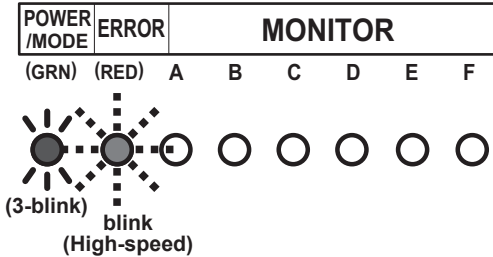 POWER /MODE ERROR MONITOR
(GRN) (RED) A B C D E F
(3-blink)
blink
(High-speed)